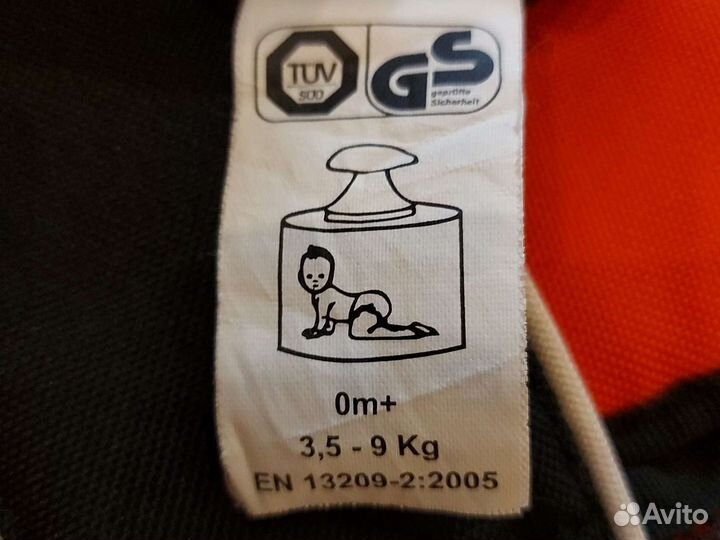 TÜV
SÜD
GS
geprüfte
Sicherheit
0m+
3,5 - 9 Kg
EN 13209-2:2005
Avito